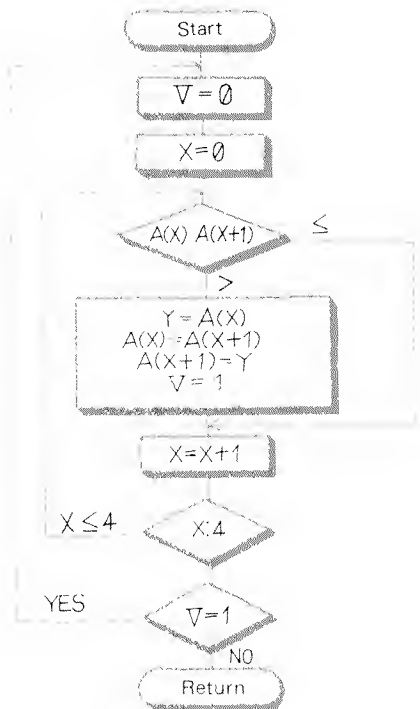 Start
V = 0
X = 0
A(X) A(X+1)
≤
>
Y = A(X)
A(X) = A(X+1)
A(X+1) = Y
V = 1
X = X+1
X ≤ 4
X:4
YES
V = 1
NO
Return